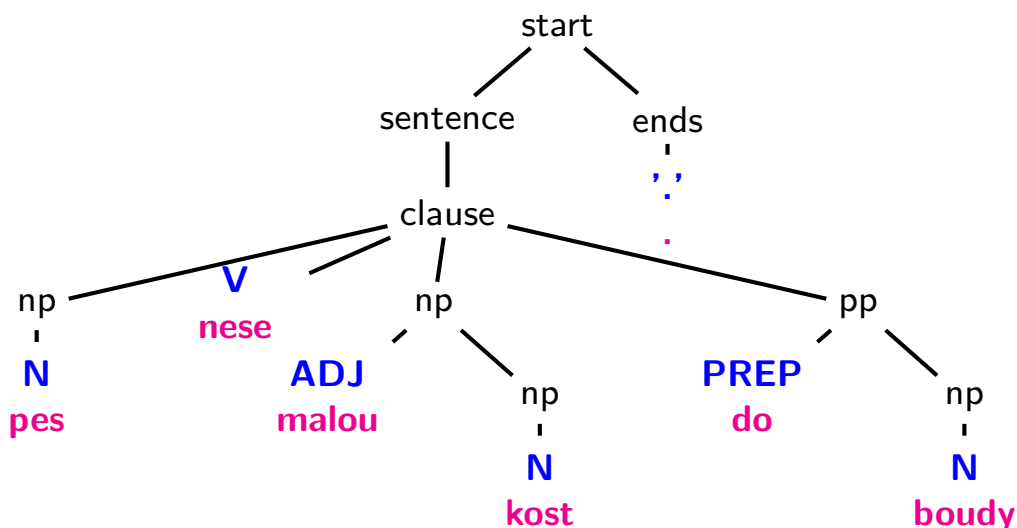 start
sentence ends
, ,
.
clause
.
V
np np pp
nese
N ADJ PREP
np np
pes malou do
N N
kost boudy